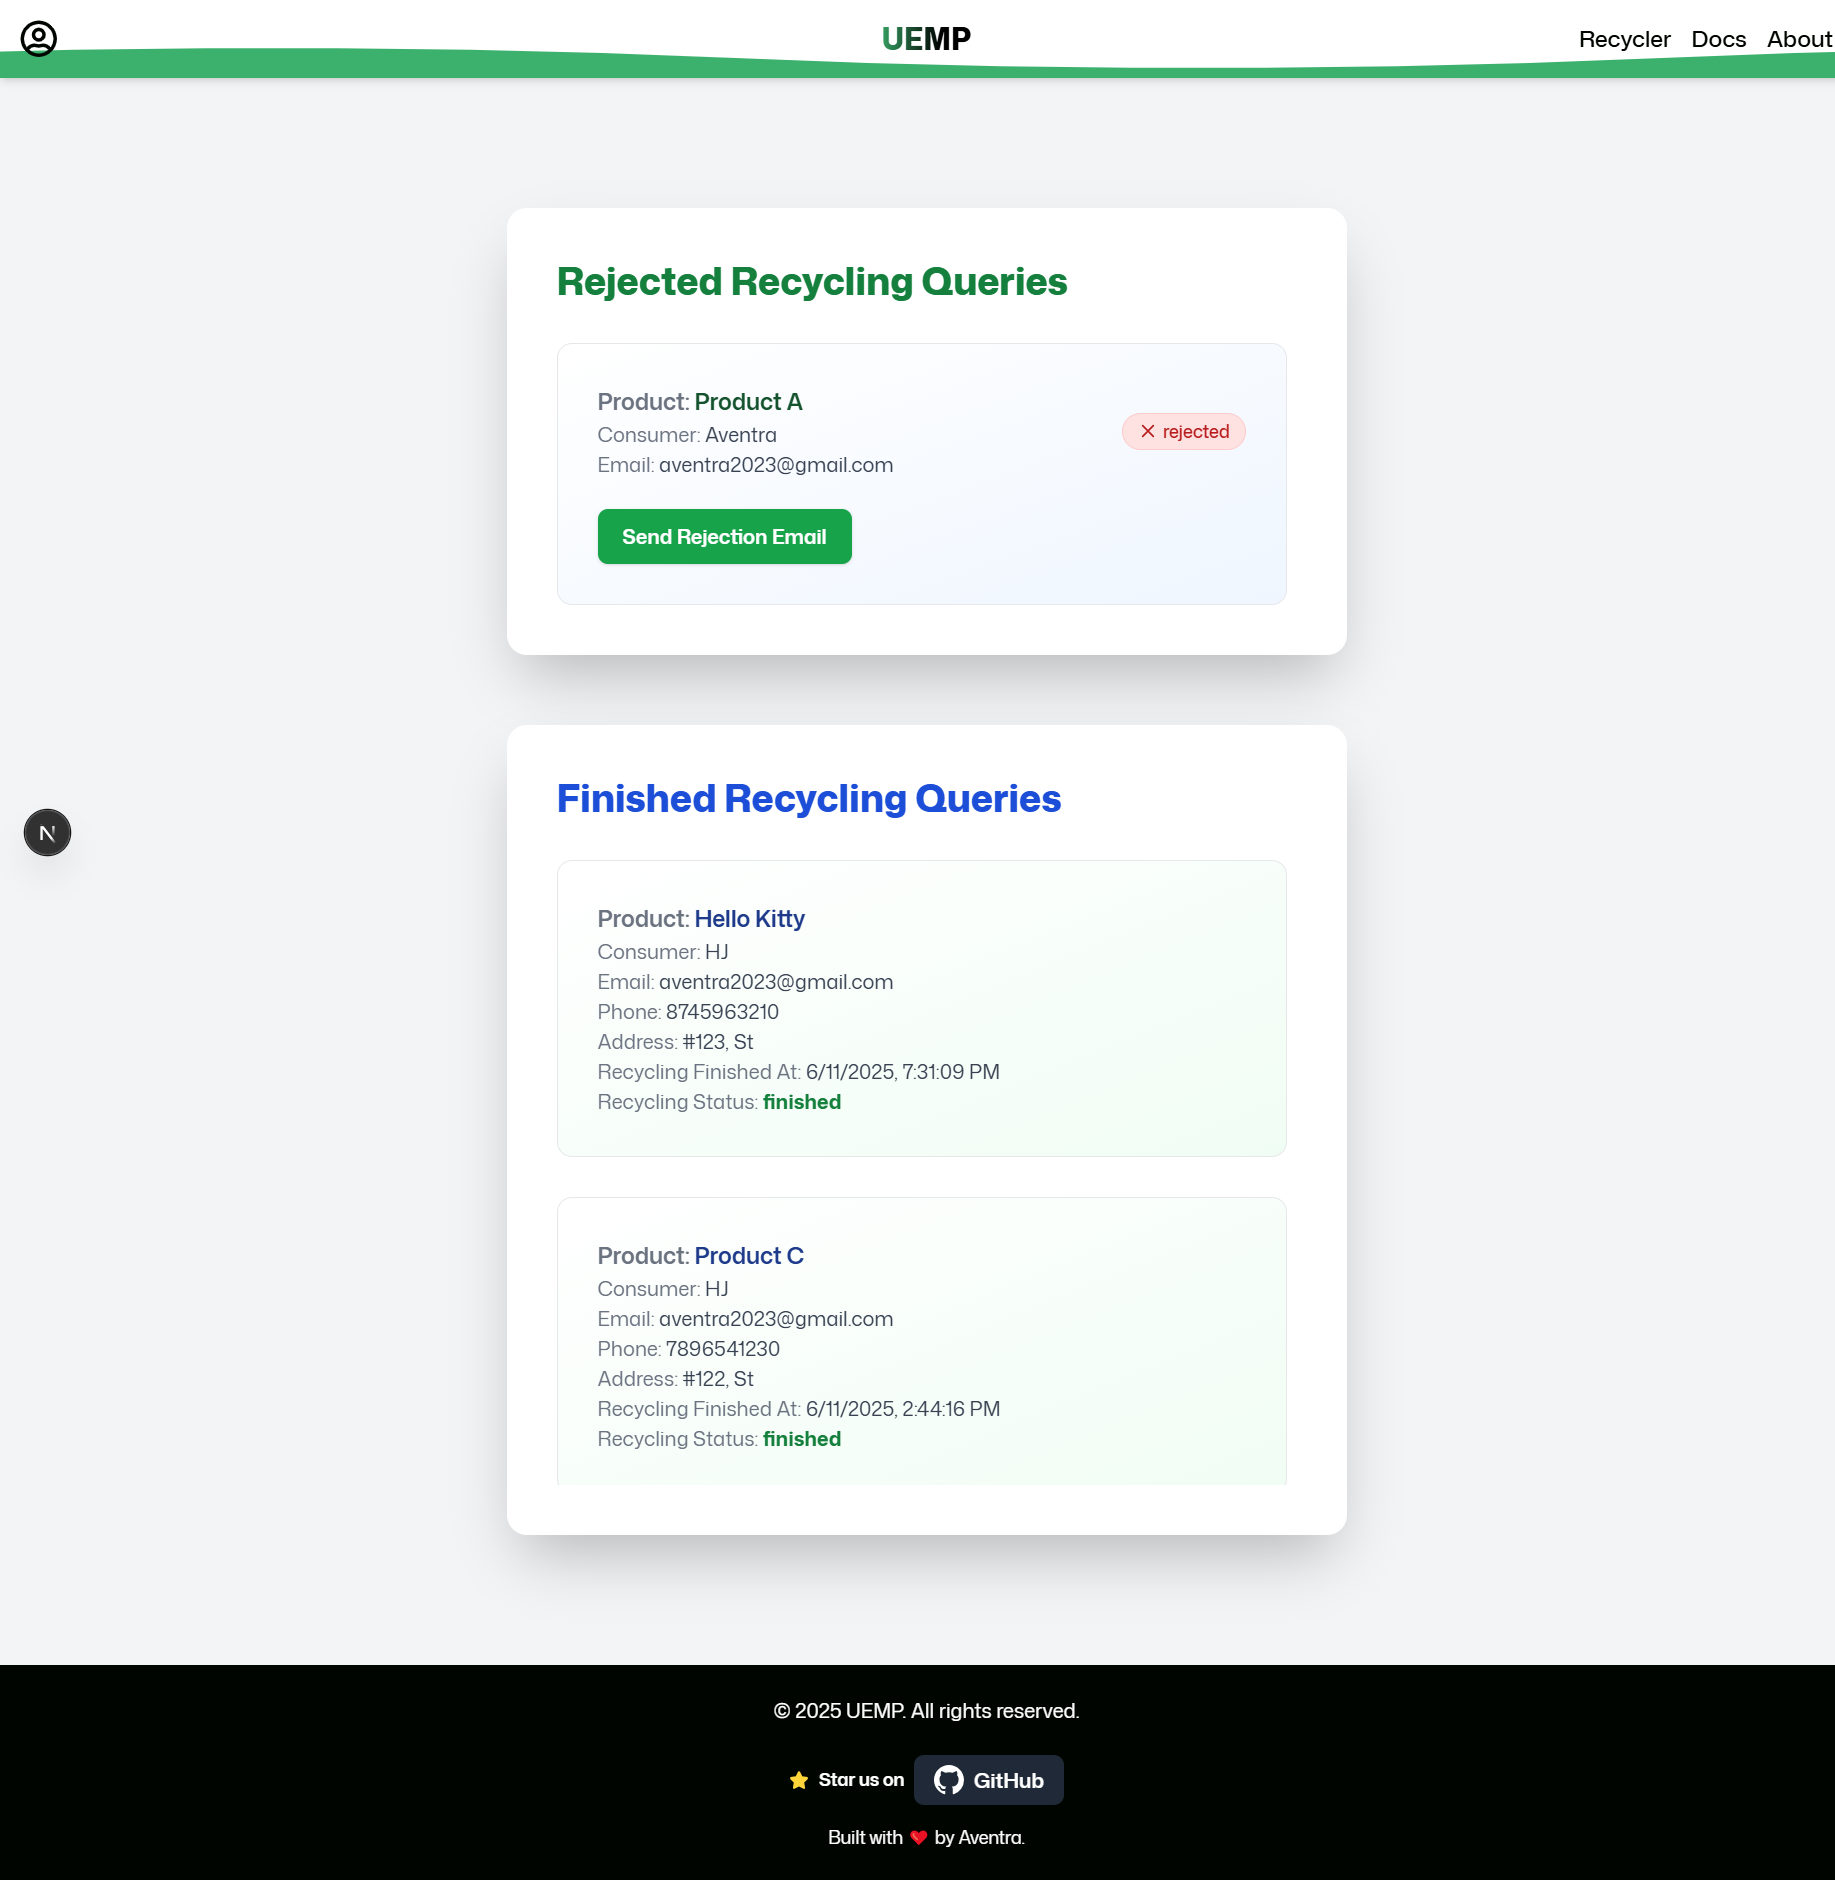 UEMP
Recycler Docs About
Rejected Recycling Queries
Product: Product A
Consumer: Aventra
Email: aventra2023@gmail.com
rejected
Send Rejection Email
Finished Recycling Queries
Product: Hello Kitty
Consumer: HJ
Email: aventra2023@gmail.com
Phone: 8745963210
Address: #123, St
Recycling Finished At: 6/11/2025, 7:31:09 PM
Recycling Status: finished
N
Product: Product C
Consumer: HJ
Email: aventra2023@gmail.com
Phone: 7896541230
Address: #122, St
Recycling Finished At: 6/11/2025, 2:44:16 PM
Recycling Status: finished
© 2025 UEMP. All rights reserved.
⭐ Star us on GitHub
Built with ❤️ by Aventra.